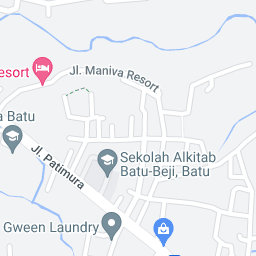 esort
Jl. Maniva Resort
a Batu
Jl. Patimura
Sekolah Alkitab
Batu-Beji, Batu
Gween Laundry